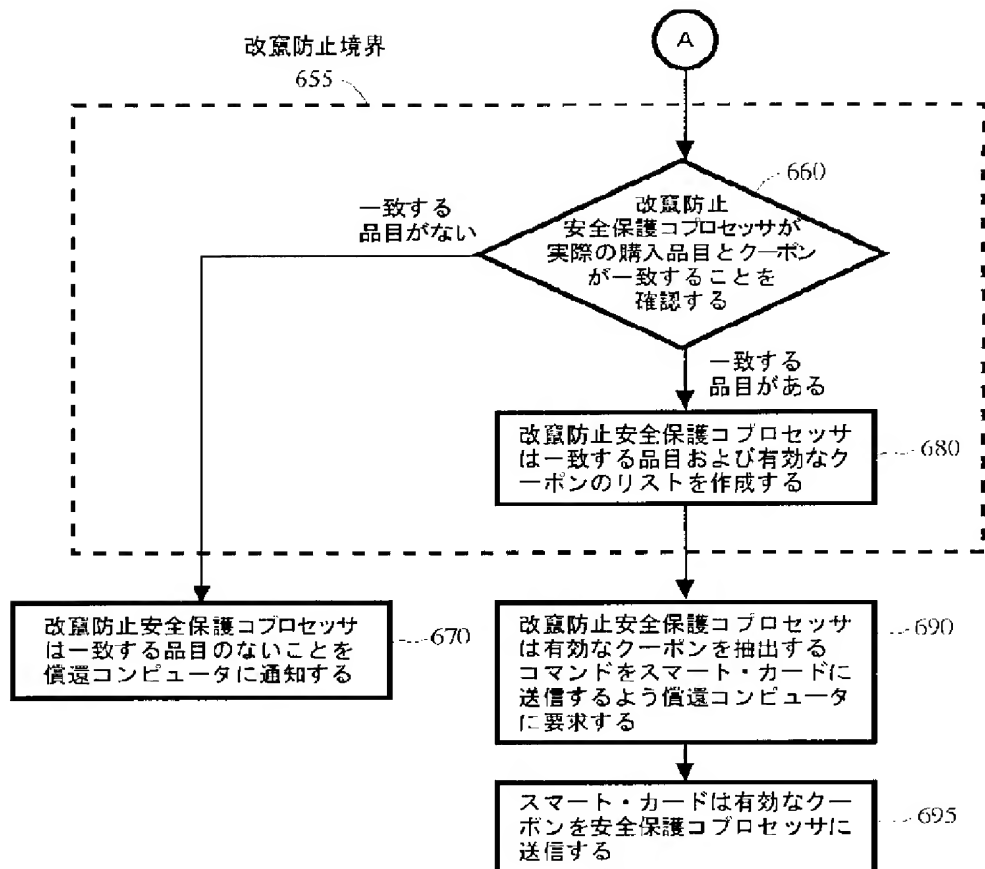 A
改竄防止境界
655
660
改竄防止
安全保護コプロセッサが
実際の購入品目とクーポン
が一致することを
確認する
一致する
品目がない
一致する
品目がある
改竄防止安全保護コプロセッサ
は一致する品目および有効なク
ーポンのリストを作成する
680
改竄防止安全保護コプロセッサ
は一致する品目のないことを
償還コンピュータに通知する
670
改竄防止安全保護コプロセッサ
は有効なクーポンを抽出する
コマンドをスマート・カードに
送信するよう償還コンピュータ
に要求する
690
スマート・カードは有効なクー
ポンを安全保護コプロセッサに
送信する
695